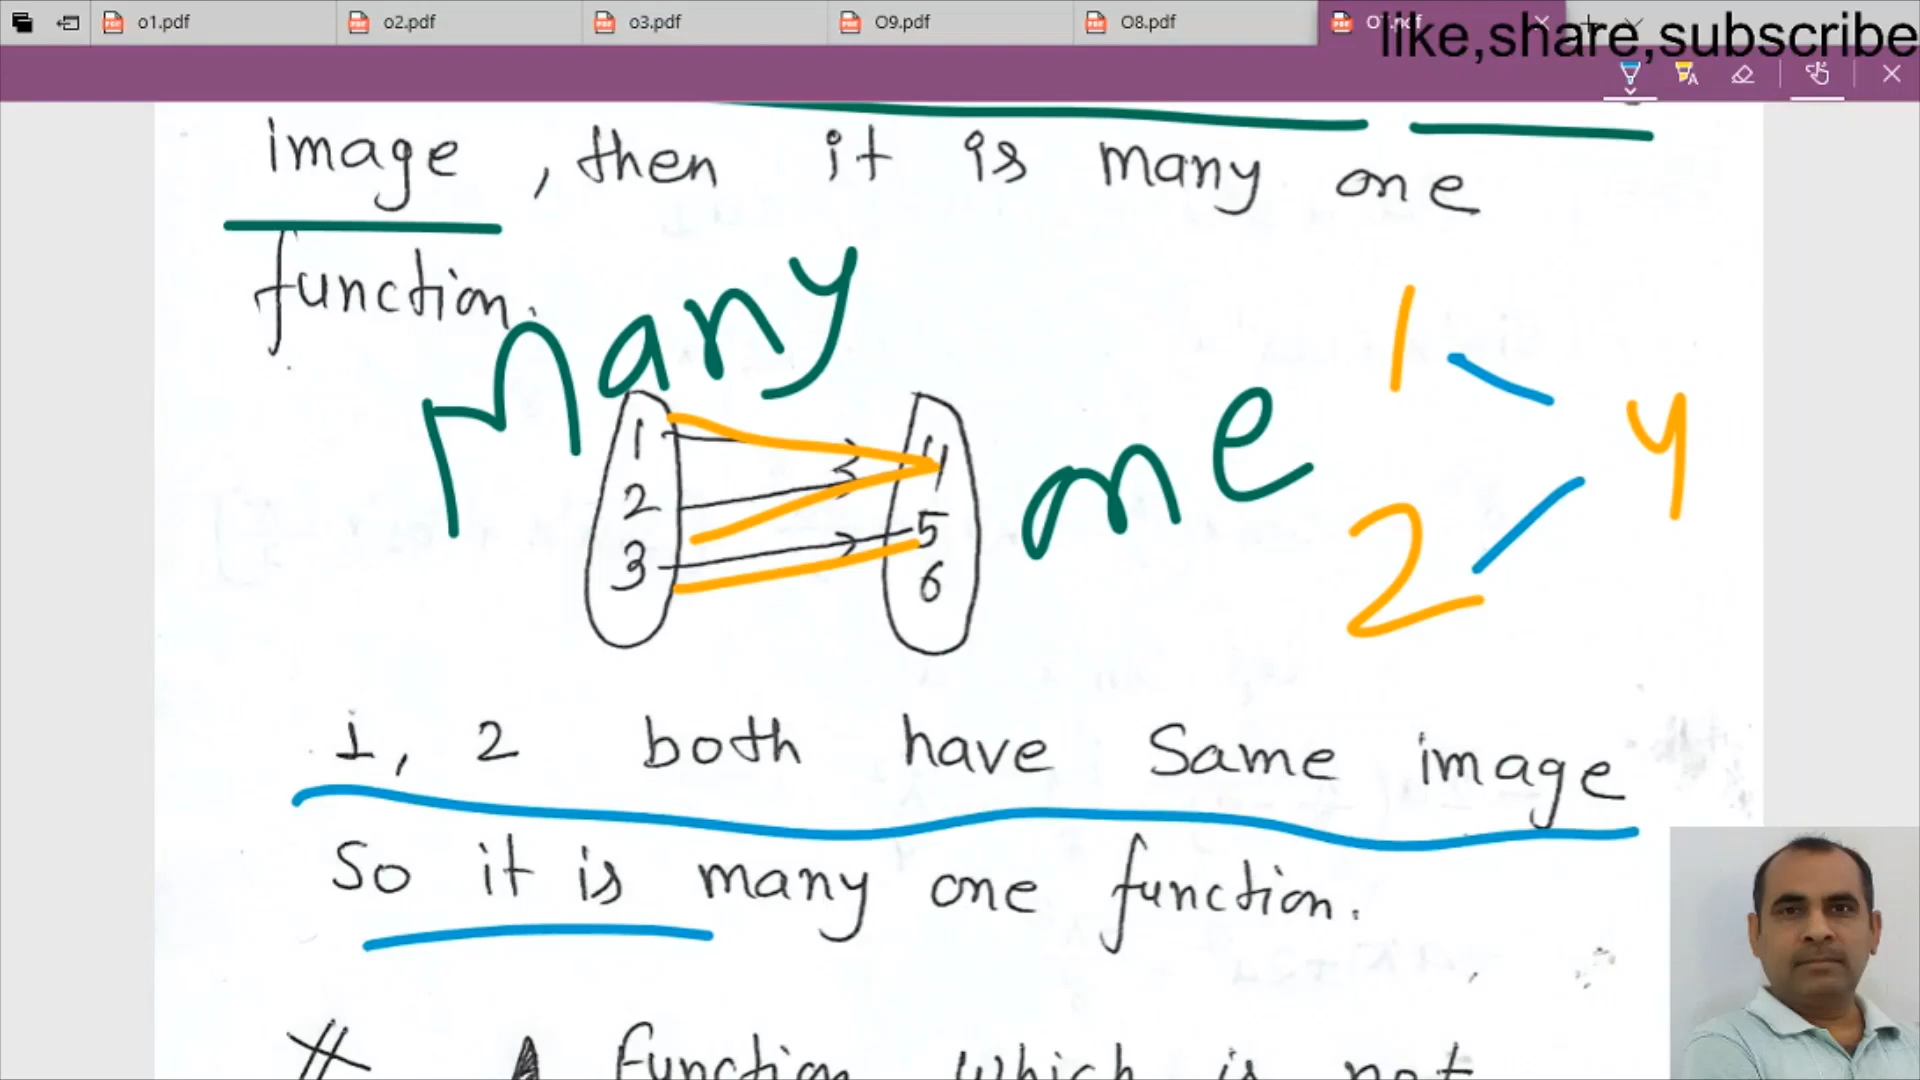 o1.pdf o2.pdf o3.pdf O9.pdf O8.pdf
like,share,subscribe
image, then it is many one
function.
Many
one
1
4
2
1 4
2 5
3 6
1, 2 both have Same image
So it is many one function.
# A function which is not